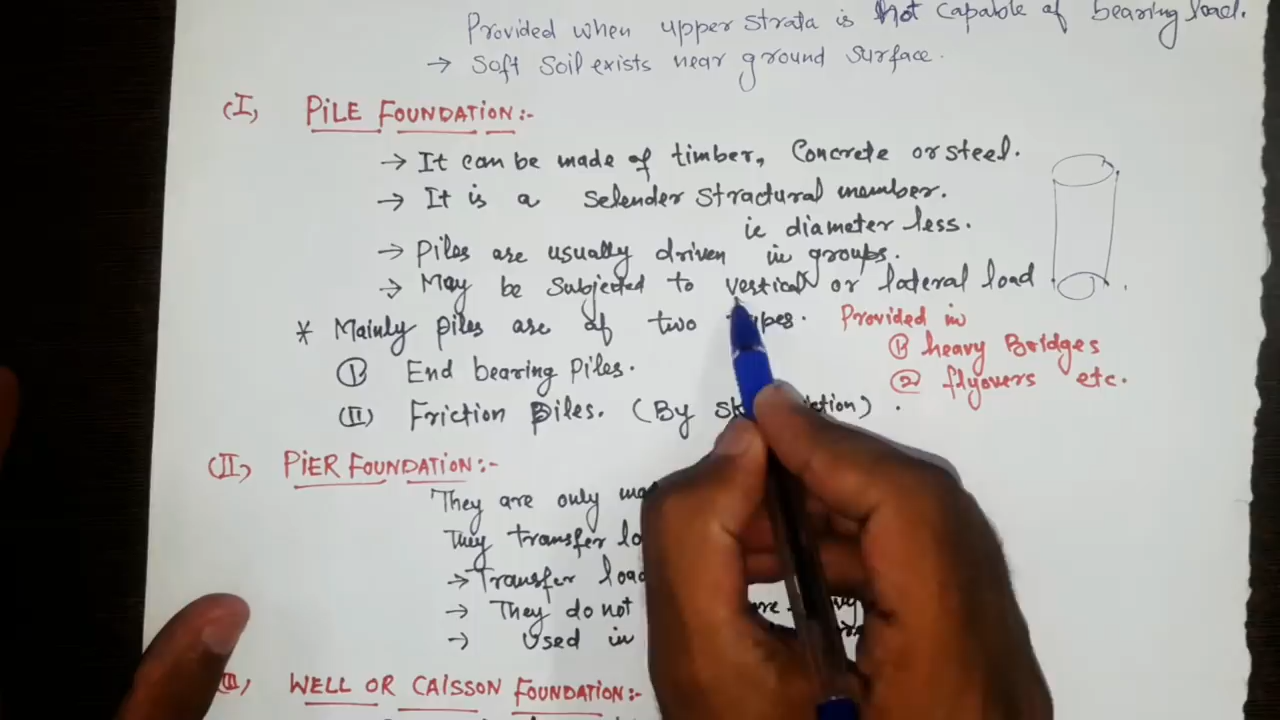 Provided when upper strata is not capable of bearing load.
→ Soft soil exists near ground surface.
(I) PILE FOUNDATION:-
→ It can be made of timber, Concrete or steel.
→ It is a Selender Stractural member.
ie diameter less.
→ Piles are usually driven in groups.
→ May be Subjected to vertical or lateral load
* Mainly piles are of two types. Provided in
① heavy Bridges
① End bearing Piles.
② flyovers etc.
(II) Friction Piles. (By
(II) PIER FOUNDATION:-
They are only
They transfer
→ Transfer load
→ They do not
→ Used in
WELL OR CAISSON FOUNDATION:-